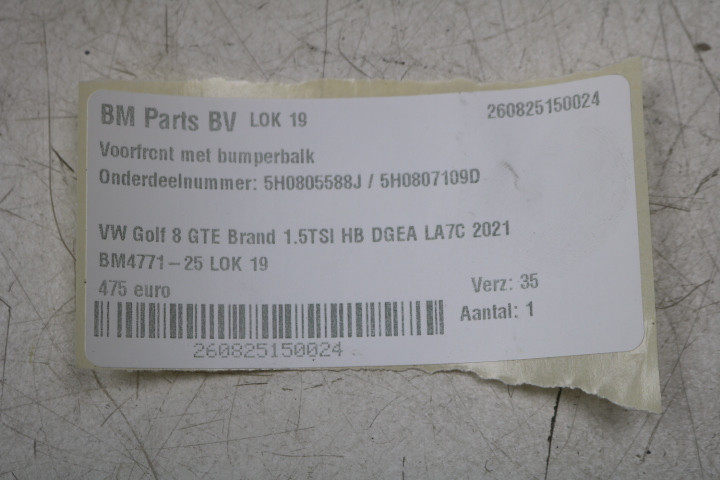 BM Parts BV LOK 19 260825150024
Voorfront met bumperbalk
Onderdeelnummer: 5H0805588J / 5H0807109D
VW Golf 8 GTE Brand 1.5TSI HB DGEA LA7C 2021
BM4771-25 LOK 19
475 euro Verz: 35
Aantal: 1
260825150024